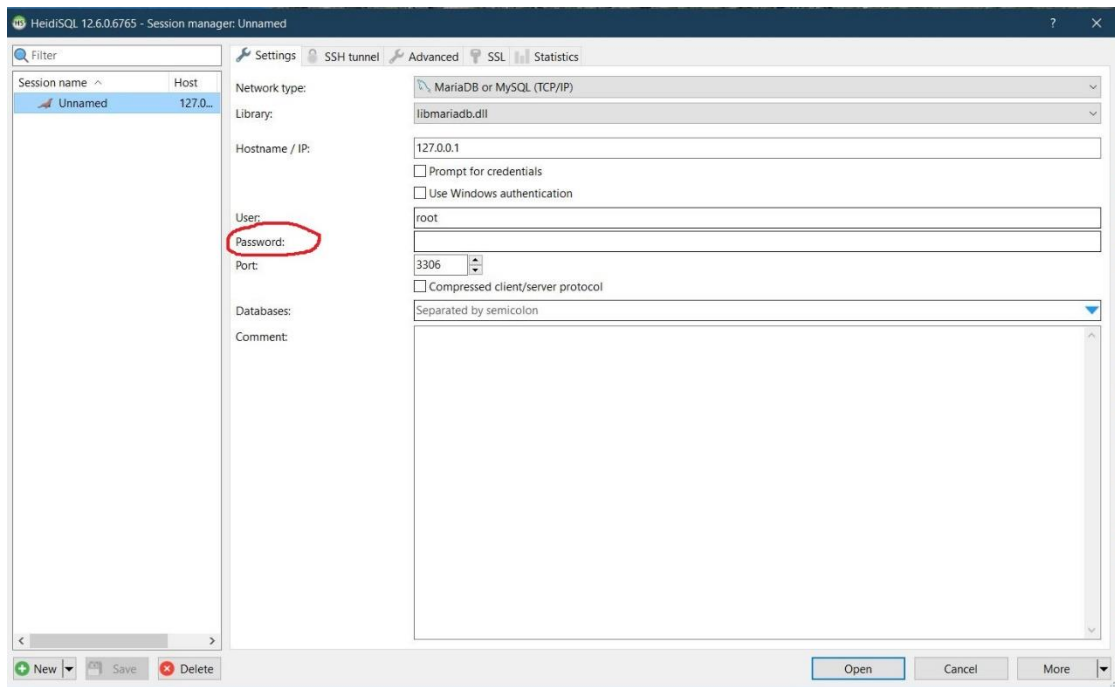 HeidiSQL 12.6.0.6765 - Session manager: Unnamed
Filter
Session name Host
Unnamed 127.0...
Settings SSH tunnel Advanced SSL Statistics
Network type: MariaDB or MySQL (TCP/IP)
Library: libmariadb.dll
Hostname / IP: 127.0.0.1
Prompt for credentials
Use Windows authentication
User: root
Password:
Port: 3306
Compressed client/server protocol
Databases: Separated by semicolon
Comment:
New Save Delete Open Cancel More